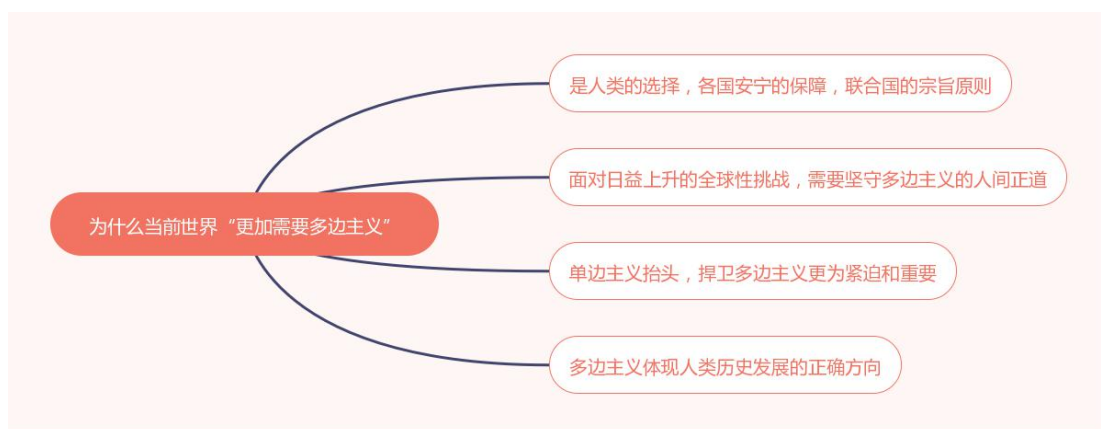 是人类的选择，各国安宁的保障，联合国的宗旨原则
面对日益上升的全球性挑战，需要坚守多边主义的人间正道
为什么当前世界“更加需要多边主义”
单边主义抬头，捍卫多边主义更为紧迫和重要
多边主义体现人类历史发展的正确方向